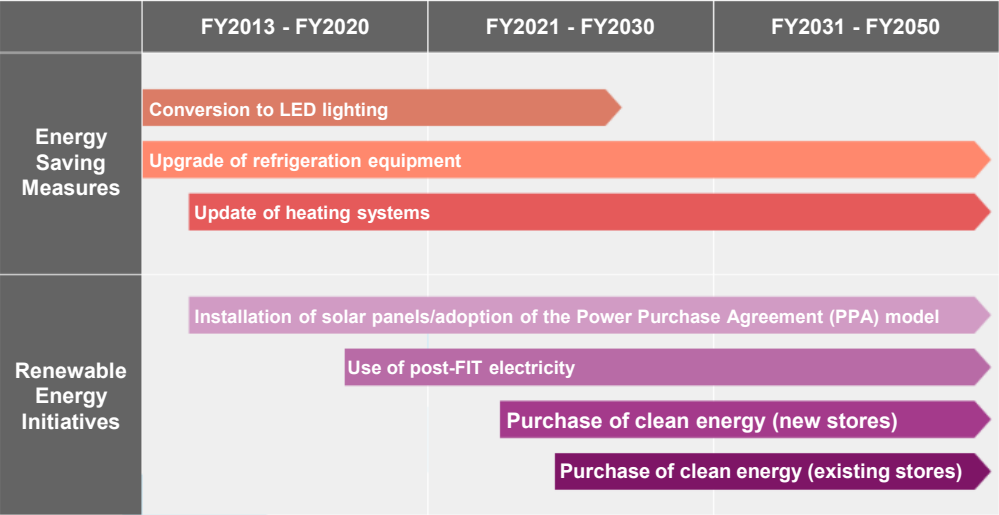 FY2013 - FY2020
FY2021 - FY2030
FY2031 - FY2050
Energy
Saving
Measures
Conversion to LED lighting
Upgrade of refrigeration equipment
Update of heating systems
Renewable
Energy
Initiatives
Installation of solar panels/adoption of the Power Purchase Agreement (PPA) model
Use of post-FIT electricity
Purchase of clean energy (new stores)
Purchase of clean energy (existing stores)